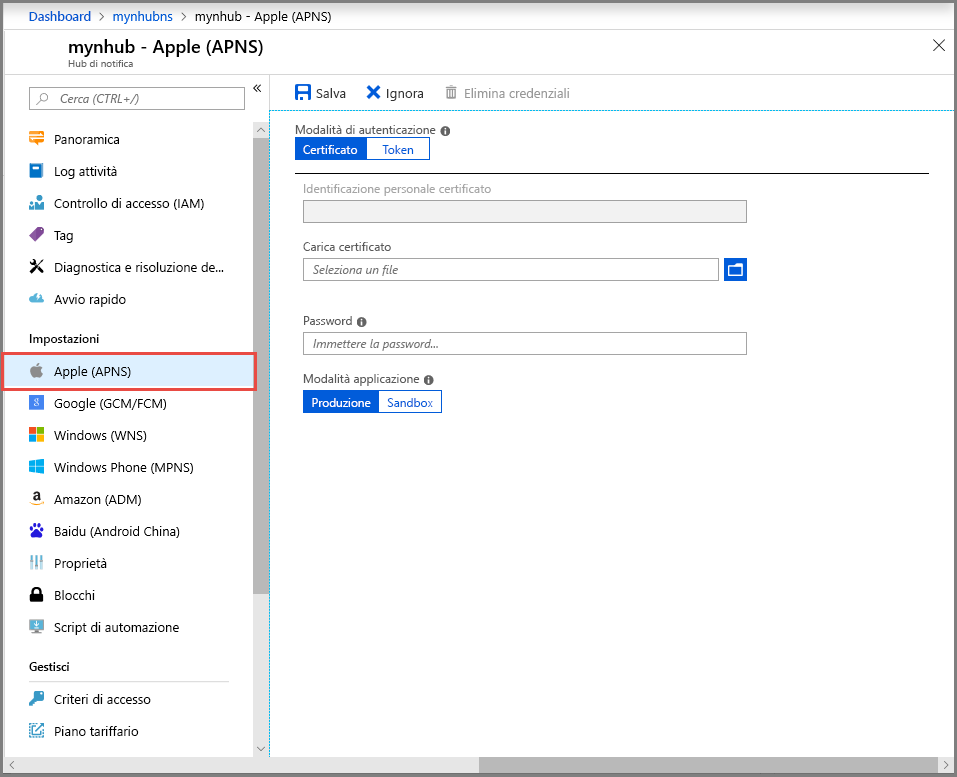 Dashboard > mynhubns > mynhub - Apple (APNS)
mynhub - Apple (APNS)
Hub di notifica
Cerca (CTRL+/)
«
Panoramica
Log attività
Controllo di accesso (IAM)
Tag
Diagnostica e risoluzione de...
Avvio rapido
Impostazioni
Apple (APNS)
Google (GCM/FCM)
Windows (WNS)
Windows Phone (MPNS)
Amazon (ADM)
Baidu (Android China)
Proprietà
Blocchi
Script di automazione
Gestisci
Criteri di accesso
Piano tariffario
Salva Ignora Elimina credenziali
Modalità di autenticazione
Certificato Token
Identificazione personale certificato
Carica certificato
Seleziona un file
Password
Immettere la password...
Modalità applicazione
Produzione Sandbox